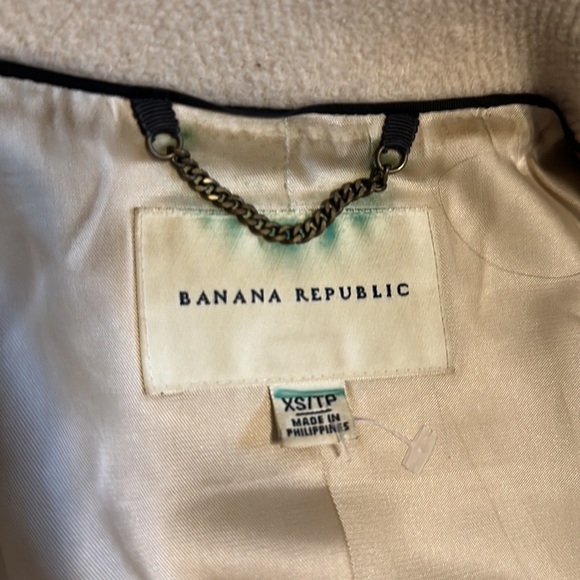 BANANA REPUBLIC
XS/TP
MADE IN
PHILIPPINES